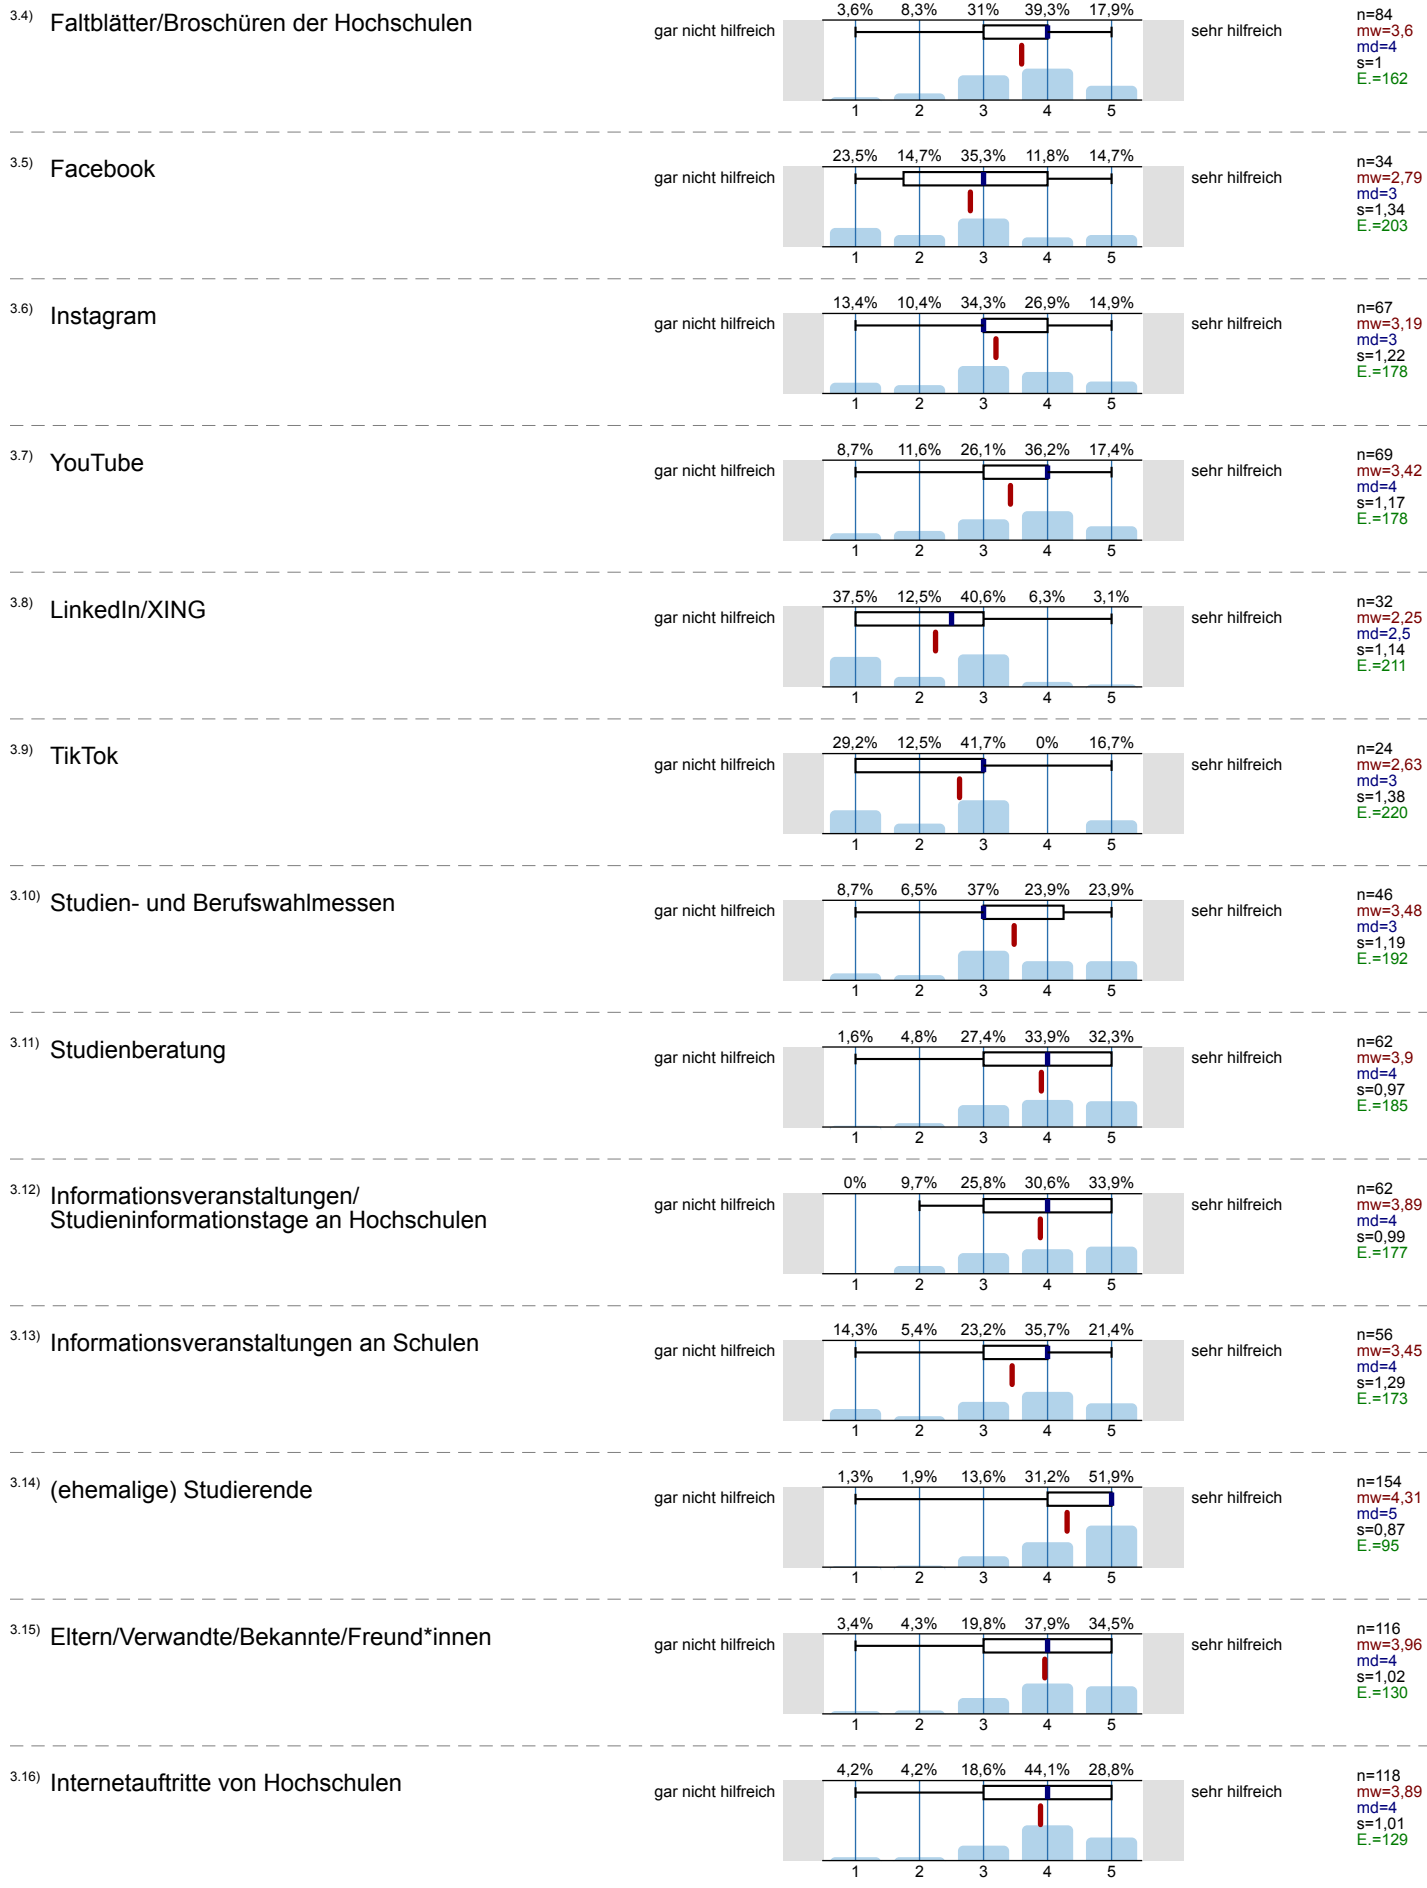 3.4) Faltblätter/Broschüren der Hochschulen
3,6% 8,3% 31% 39,3% 17,9%
gar nicht hilfreich sehr hilfreich
1 2 3 4 5
n=84
mw=3,6
md=4
s=1
E.=162
3.5) Facebook
23,5% 14,7% 35,3% 11,8% 14,7%
gar nicht hilfreich sehr hilfreich
1 2 3 4 5
n=34
mw=2,79
md=3
s=1,34
E.=203
3.6) Instagram
13,4% 10,4% 34,3% 26,9% 14,9%
gar nicht hilfreich sehr hilfreich
1 2 3 4 5
n=67
mw=3,19
md=3
s=1,22
E.=178
3.7) YouTube
8,7% 11,6% 26,1% 36,2% 17,4%
gar nicht hilfreich sehr hilfreich
1 2 3 4 5
n=69
mw=3,42
md=4
s=1,17
E.=178
3.8) LinkedIn/XING
37,5% 12,5% 40,6% 6,3% 3,1%
gar nicht hilfreich sehr hilfreich
1 2 3 4 5
n=32
mw=2,25
md=2,5
s=1,14
E.=211
3.9) TikTok
29,2% 12,5% 41,7% 0% 16,7%
gar nicht hilfreich sehr hilfreich
1 2 3 4 5
n=24
mw=2,63
md=3
s=1,38
E.=220
3.10) Studien- und Berufswahlmessen
8,7% 6,5% 37% 23,9% 23,9%
gar nicht hilfreich sehr hilfreich
1 2 3 4 5
n=46
mw=3,48
md=3
s=1,19
E.=192
3.11) Studienberatung
1,6% 4,8% 27,4% 33,9% 32,3%
gar nicht hilfreich sehr hilfreich
1 2 3 4 5
n=62
mw=3,9
md=4
s=0,97
E.=185
3.12) Informationsveranstaltungen/
Studieninformationstage an Hochschulen
0% 9,7% 25,8% 30,6% 33,9%
gar nicht hilfreich sehr hilfreich
1 2 3 4 5
n=62
mw=3,89
md=4
s=0,99
E.=177
3.13) Informationsveranstaltungen an Schulen
14,3% 5,4% 23,2% 35,7% 21,4%
gar nicht hilfreich sehr hilfreich
1 2 3 4 5
n=56
mw=3,45
md=4
s=1,29
E.=173
3.14) (ehemalige) Studierende
1,3% 1,9% 13,6% 31,2% 51,9%
gar nicht hilfreich sehr hilfreich
1 2 3 4 5
n=154
mw=4,31
md=5
s=0,87
E.=95
3.15) Eltern/Verwandte/Bekannte/Freund*innen
3,4% 4,3% 19,8% 37,9% 34,5%
gar nicht hilfreich sehr hilfreich
1 2 3 4 5
n=116
mw=3,96
md=4
s=1,02
E.=130
3.16) Internetauftritte von Hochschulen
4,2% 4,2% 18,6% 44,1% 28,8%
gar nicht hilfreich sehr hilfreich
1 2 3 4 5
n=118
mw=3,89
md=4
s=1,01
E.=129